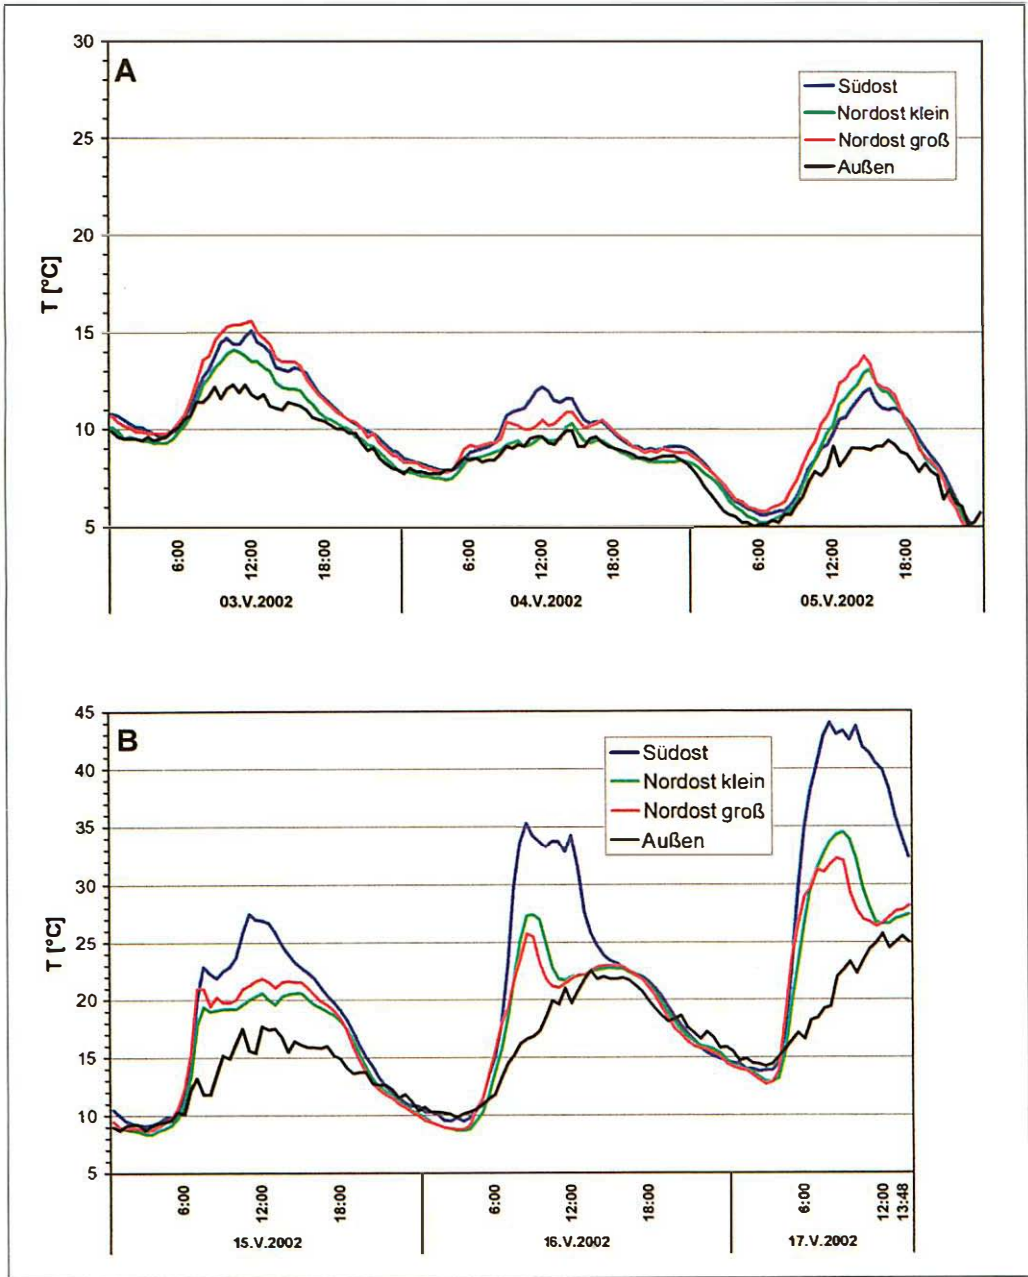 A
30
25
20
15
10
5
T [°C]
Südost
Nordost klein
Nordost groß
Außen
6:00 12:00 18:00 6:00 12:00 18:00 6:00 12:00 18:00
03.V.2002 04.V.2002 05.V.2002
B
45
40
35
30
25
20
15
10
5
T [°C]
Südost
Nordost klein
Nordost groß
Außen
6:00 12:00 18:00 6:00 12:00 18:00 6:00 12:00 13:48
15.V.2002 16.V.2002 17.V.2002